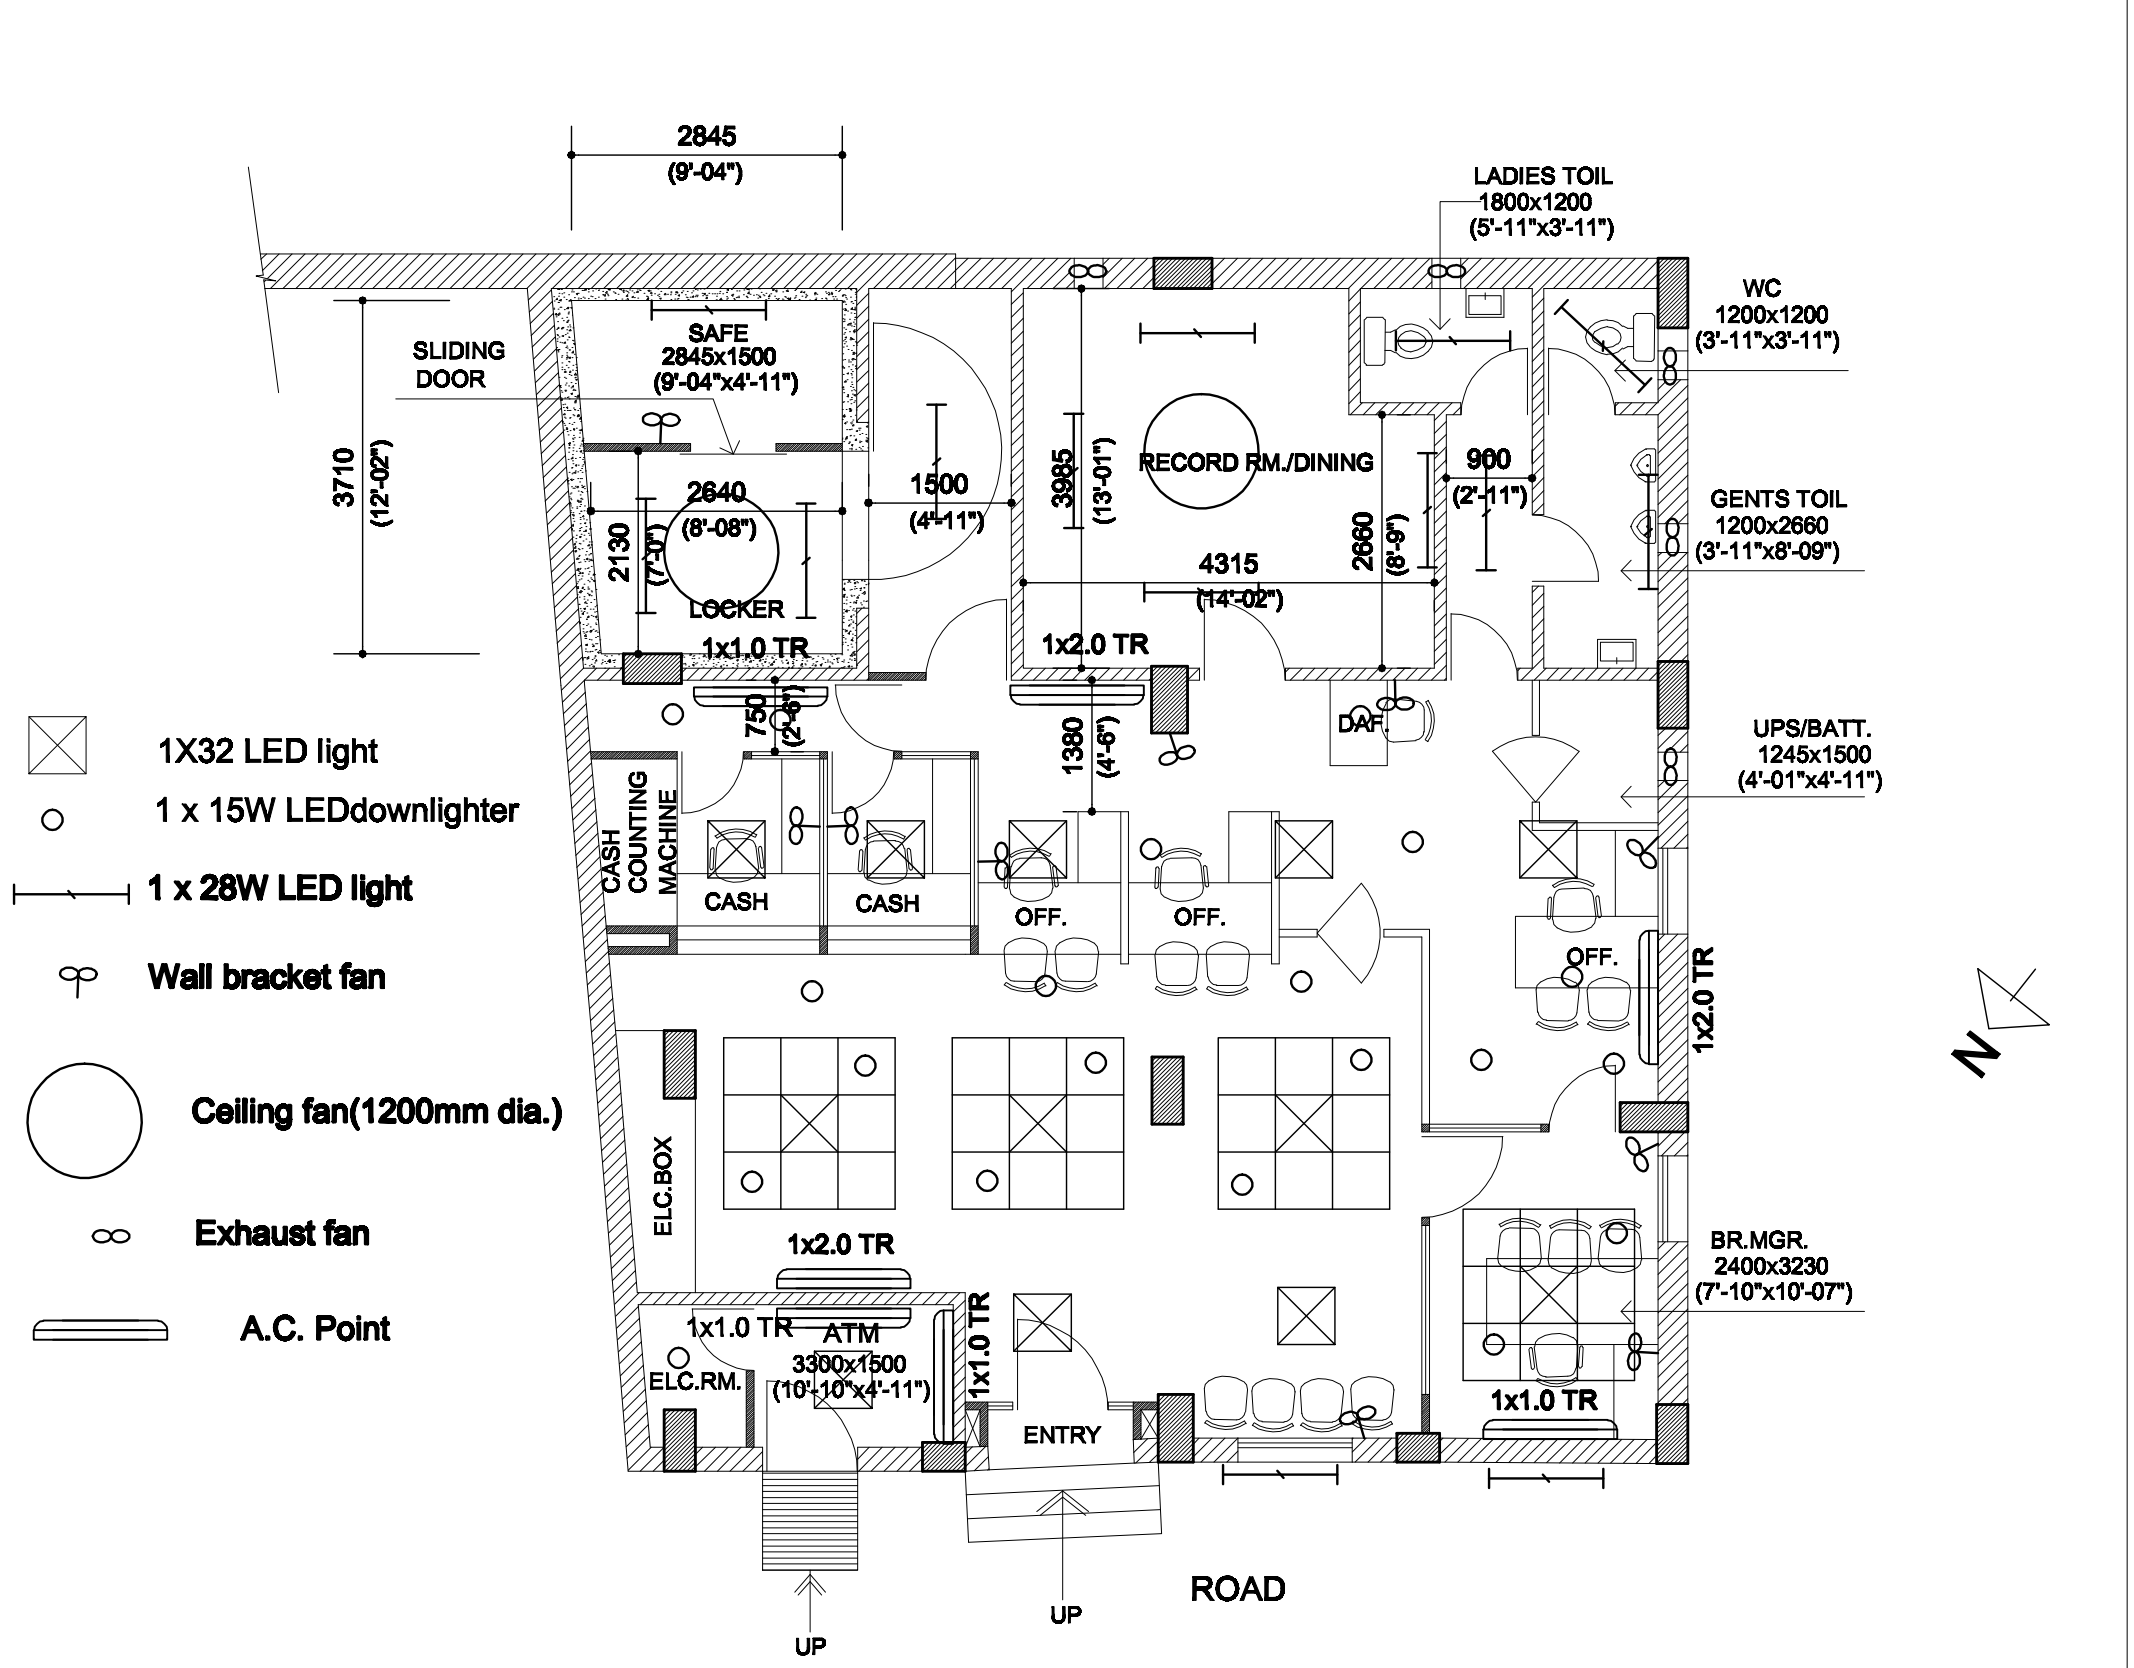 2845
(9'-04")
LADIES TOIL
1800x1200
(5'-11"x3'-11")
WC
1200x1200
(3'-11"x3'-11")
SLIDING
DOOR
SAFE
2845x1500
(9'-04"x4'-11")
3710
(12'-02")
2640
(8'-08")
2130
(7'-0")
LOCKER
1x1.0 TR
1500
(4'-11")
3985
(13'-01")
RECORD RM./DINING
4315
(14'-02")
2660
(8'-9")
900
(2'-11")
GENTS TOIL
1200x2660
(3'-11"x8'-09")
1x2.0 TR
750
(2'-6")
1380
(4'-6")
DAF
UPS/BATT.
1245x1500
(4'-01"x4'-11")
1X32 LED light
1 x 15W LEDdownlighter
1 x 28W LED light
Wall bracket fan
Ceiling fan(1200mm dia.)
Exhaust fan
A.C. Point
CASH
COUNTING
MACHINE
CASH
CASH
OFF.
OFF.
OFF.
1x2.0 TR
N
ELC.BOX
1x2.0 TR
BR.MGR.
2400x3230
(7'-10"x10'-07")
1x1.0 TR
ATM
3300x1500
(10'-10"x4'-11")
ELC.RM.
1x1.0 TR
1x1.0 TR
ENTRY
ROAD
UP
UP